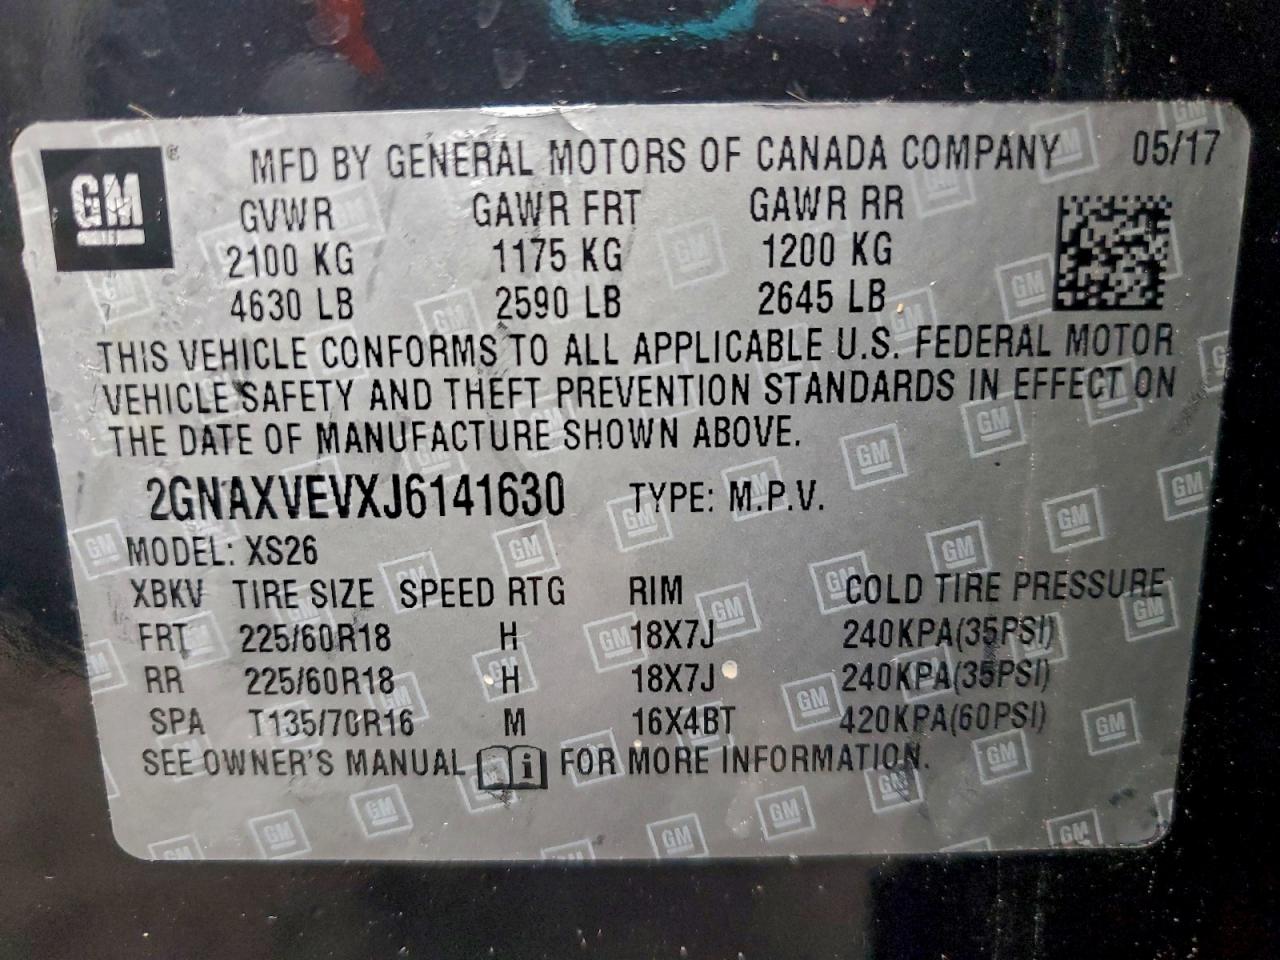 GM
®
MFD BY GENERAL MOTORS OF CANADA COMPANY 05/17
GVWR GAWR FRT GAWR RR
2100 KG 1175 KG 1200 KG
4630 LB 2590 LB 2645 LB
THIS VEHICLE CONFORMS TO ALL APPLICABLE U.S. FEDERAL MOTOR
VEHICLE SAFETY AND THEFT PREVENTION STANDARDS IN EFFECT ON
THE DATE OF MANUFACTURE SHOWN ABOVE.
2GNAXVEVXJ6141630 TYPE: M.P.V.
MODEL: XS26
XBKV TIRE SIZE SPEED RTG RIM COLD TIRE PRESSURE
FRT 225/60R18 H 18X7J 240KPA(35PSI)
RR 225/60R18 H 18X7J 240KPA(35PSI)
SPA T135/70R16 M 16X4BT 420KPA(60PSI)
SEE OWNER'S MANUAL i FOR MORE INFORMATION.